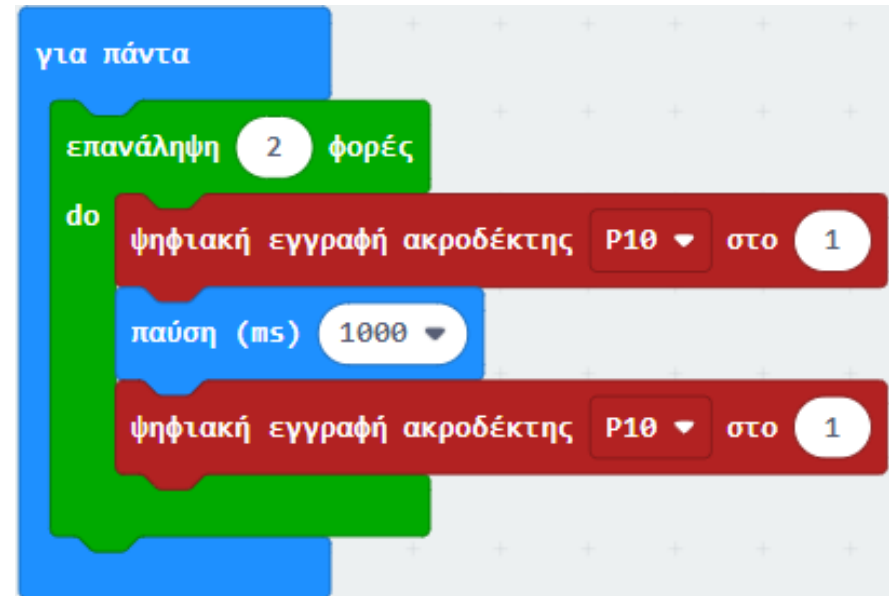 για πάντα
επανάληψη 2 φορές
do
ψηφιακή εγγραφή ακροδέκτης P10 στο 1
παύση (ms) 1000
ψηφιακή εγγραφή ακροδέκτης P10 στο 1